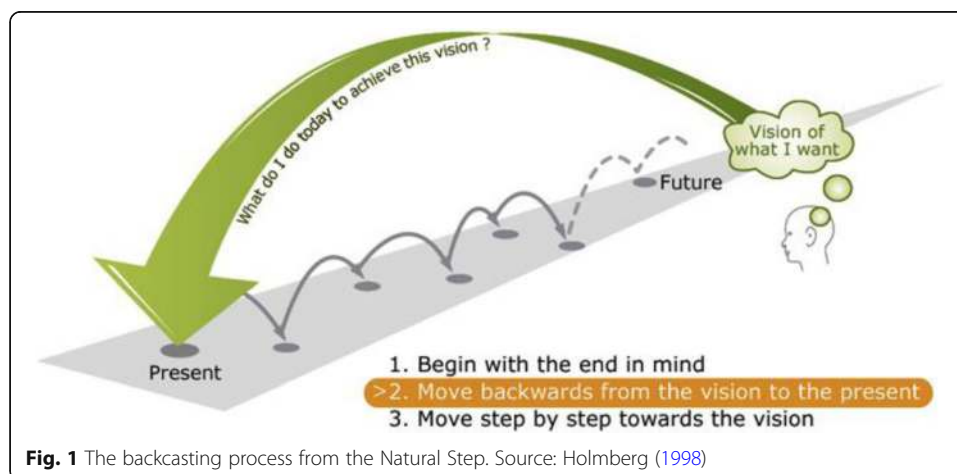 What do I do today to achieve this vision ?
Vision of
what I want
Future
Present
1. Begin with the end in mind
>2. Move backwards from the vision to the present
3. Move step by step towards the vision
Fig. 1 The backcasting process from the Natural Step. Source: Holmberg (1998)